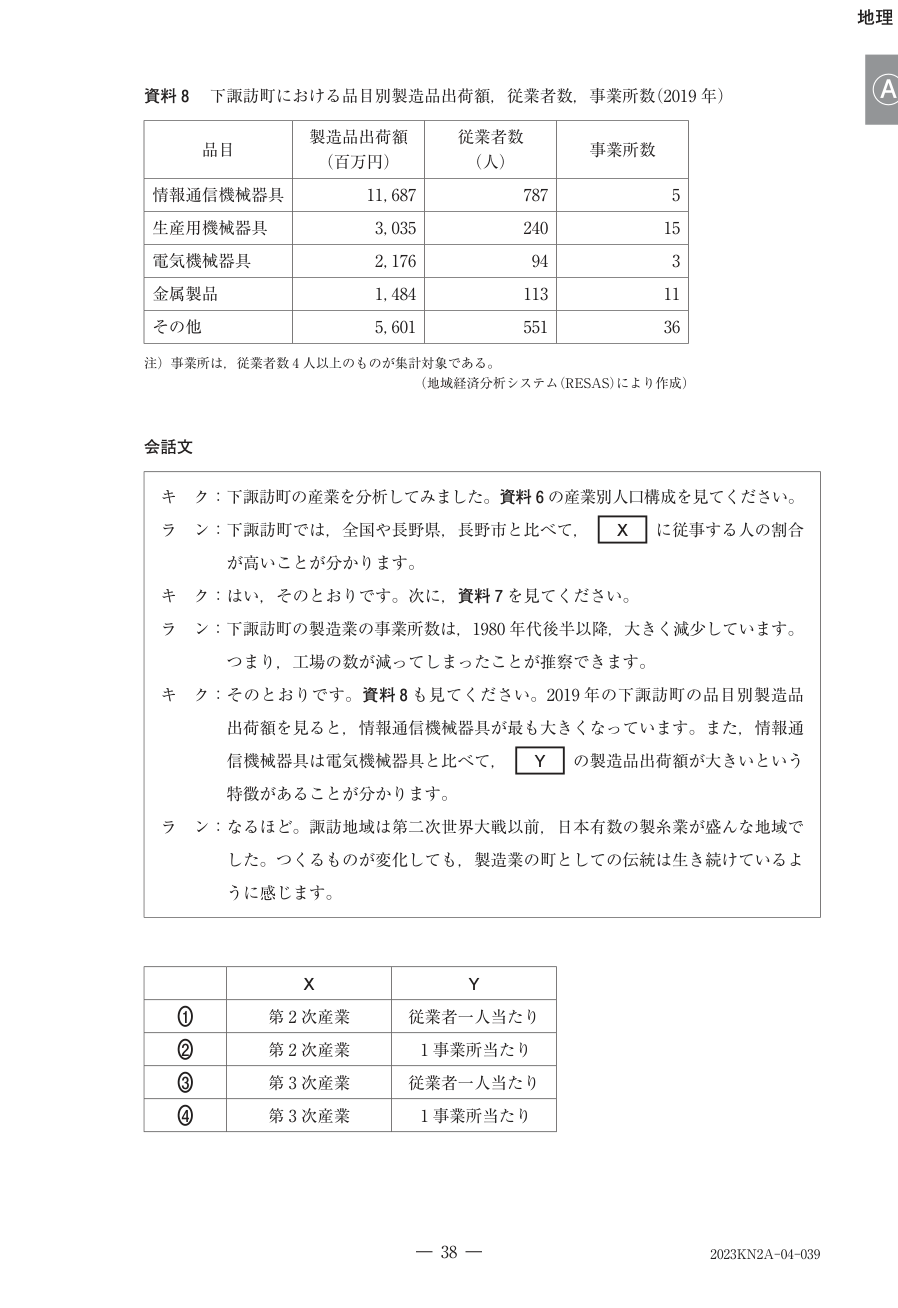 地理
Ⓐ
資料8 下諏訪町における品目別製造品出荷額，従業者数，事業所数(2019年)
品目 製造品出荷額（百万円） 従業者数（人） 事業所数
情報通信機械器具 11,687 787 5
生産用機械器具 3,035 240 15
電気機械器具 2,176 94 3
金属製品 1,484 113 11
その他 5,601 551 36
注）事業所は，従業者数4人以上のものが集計対象である。
（地域経済分析システム(RESAS)により作成）
会話文
キ ク：下諏訪町の産業を分析してみました。資料6の産業別人口構成を見てください。
ラ ン：下諏訪町では，全国や長野県，長野市と比べて， X に従事する人の割合
が高いことが分かります。
キ ク：はい，そのとおりです。次に，資料7を見てください。
ラ ン：下諏訪町の製造業の事業所数は，1980年代後半以降，大きく減少しています。
つまり，工場の数が減ってしまったことが推察できます。
キ ク：そのとおりです。資料8も見てください。2019年の下諏訪町の品目別製造品
出荷額を見ると，情報通信機械器具が最も大きくなっています。また，情報通
信機械器具は電気機械器具と比べて， Y の製造品出荷額が大きいという
特徴があることが分かります。
ラ ン：なるほど。諏訪地域は第二次世界大戦以前，日本有数の製糸業が盛んな地域で
した。つくるものが変化しても，製造業の町としての伝統は生き続けているよ
うに感じます。
X Y
① 第2次産業 従業者一人当たり
② 第2次産業 1事業所当たり
③ 第3次産業 従業者一人当たり
④ 第3次産業 1事業所当たり
― 38 ―
2023KN2A-04-039